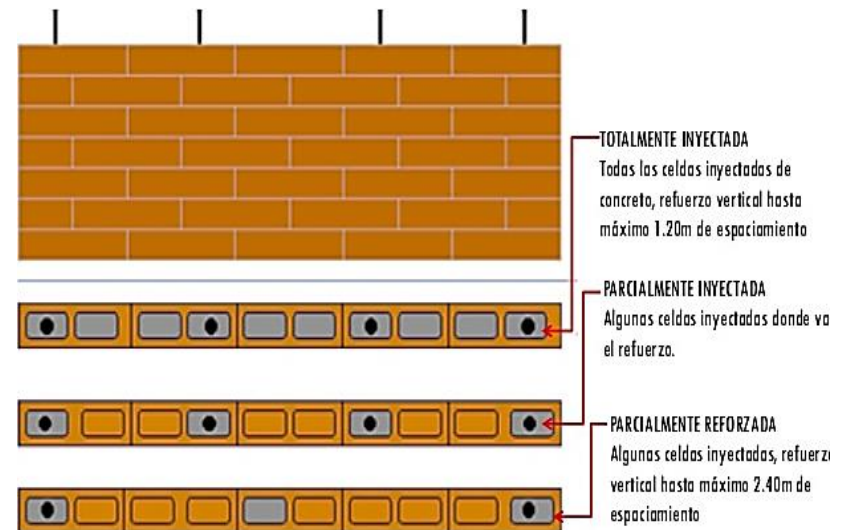 TOTALMENTE INYECTADA
Todas las celdas inyectadas de
concreto, refuerzo vertical hasta
máximo 1.20m de espaciamiento
PARCIALMENTE INYECTADA
Algunas celdas inyectadas donde va
el refuerzo.
PARCIALMENTE REFORZADA
Algunas celdas inyectadas, refuerz
vertical hasta máximo 2.40m de
espaciamiento